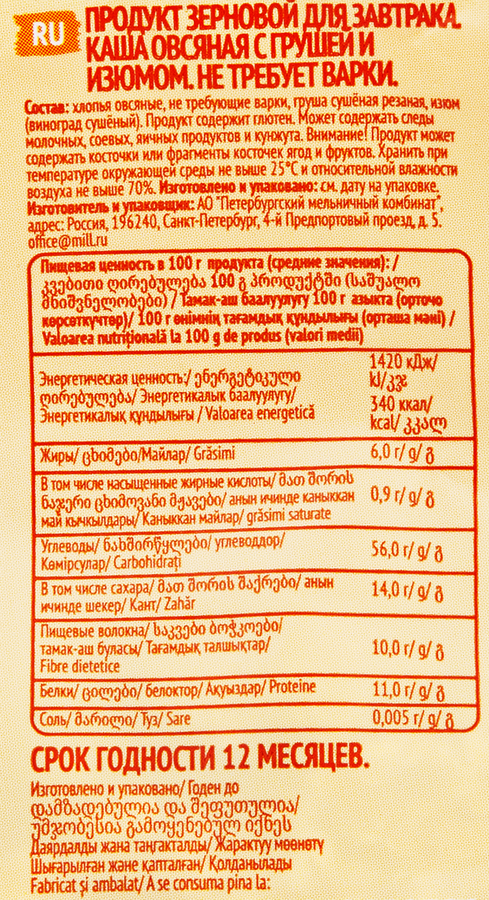 RU
ПРОДУКТ ЗЕРНОВОЙ ДЛЯ ЗАВТРАКА.
КАША ОВСЯНАЯ С ГРУШЕЙ И
ИЗЮМОМ. НЕ ТРЕБУЕТ ВАРКИ.
Состав: хлопья овсяные, не требующие варки, груша сушёная резаная, изюм
(виноград сушёный). Продукт содержит глютен. Может содержать следы
молочных, соевых, яичных продуктов и кунжута. Внимание! Продукт может
содержать косточки или фрагменты косточек ягод и фруктов. Хранить при
температуре окружающей среды не выше 25°C и относительной влажности
воздуха не выше 70%. Изготовлено и упаковано: см. дату на упаковке.
Изготовитель и упаковщик: АО "Петербургский мельничный комбинат",
адрес: Россия, 196240, Санкт-Петербург, 4-й Предпортовый проезд, д. 5.
office@mill.ru
Пищевая ценность в 100 г продукта (средние значения): /
კვებითი ღირებულება 100 გ პროდუქტში (საშუალო
მნიშვნელობები) / Тамак-аш баалуулугу 100 г азыкта (орточо
көрсөткүчтөр)/ 100 г өнімнің тағамдық құндылығы (орташа мәні) /
Valoarea nutrițională la 100 g de produs (valori medii)
Энергетическая ценность:/ ენერგეტიკული
ღირებულება/ Энергетикалык баалуулугу/
Энергетикалық құндылығы / Valoarea energetică
1420 кДж/
kJ/კჯ
340 ккал/
kcal/ კკალ
Жиры/ ცხიმები/Майлар/ Grăsimi
6,0 г/ g/ გ
В том числе насыщенные жирные кислоты/ მათ შორის
ნაჯერი ცხიმოვანი მჟავები/ анын ичинде каныккан
май кычкылдары/ Каныккан майлар/ grăsimi saturate
0,9 г/ g/ გ
Углеводы/ ნახშირწყლები/ углеводдор/
Көмірсулар/ Carbohidrați
56,0 г/ g/ გ
В том числе сахара/ მათ შორის შაქრები/ анын
ичинде шекер/ Кант/ Zahăr
14,0 г/ g/ გ
Пищевые волокна/ საკვები ბოჭკოები/
тамак-аш буласы/ Тағамдық талшықтар/
Fibre dietetice
10,0 г/ g/ გ
Белки/ ცილები/ белоктор/ Ақуыздар/ Proteine
11,0 г/ g/ გ
Соль/ მარილი/ Туз/ Sare
0,005 г/ g/ გ
СРОК ГОДНОСТИ 12 МЕСЯЦЕВ.
Изготовлено и упаковано/ Годен до
დამზადებულია და შეფუთულია/
უმჯობესია გამოყენებულ იქნეს
Даярдалды жана таңгакталды/ Жарактуу мөөнөтү
Шығарылған және қапталған/ Қолданылады
Fabricat și ambalat/ A se consuma pina la: